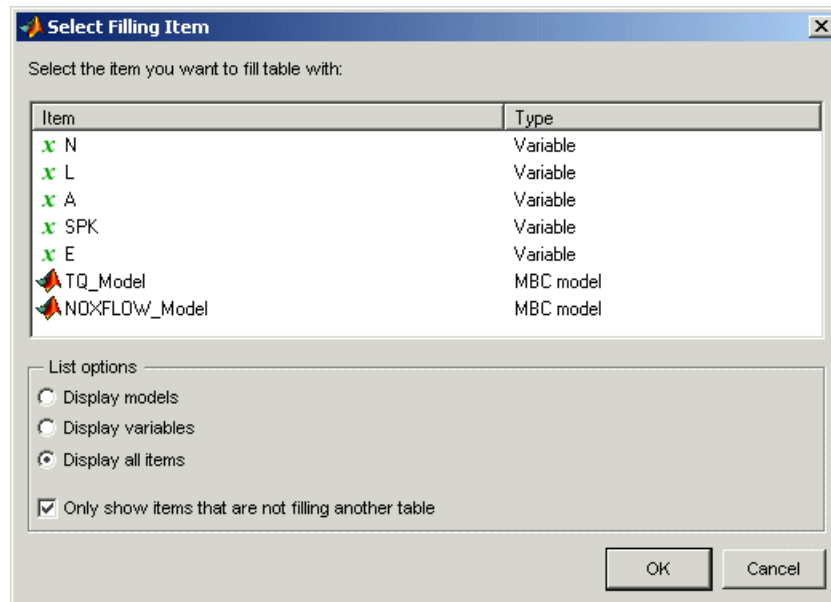 Select Filling Item
Select the item you want to fill table with:
Item Type
x N Variable
x L Variable
x A Variable
x SPK Variable
x E Variable
TQ_Model MBC model
NOXFLOW_Model MBC model
List options
Display models
Display variables
Display all items
Only show items that are not filling another table
OK Cancel